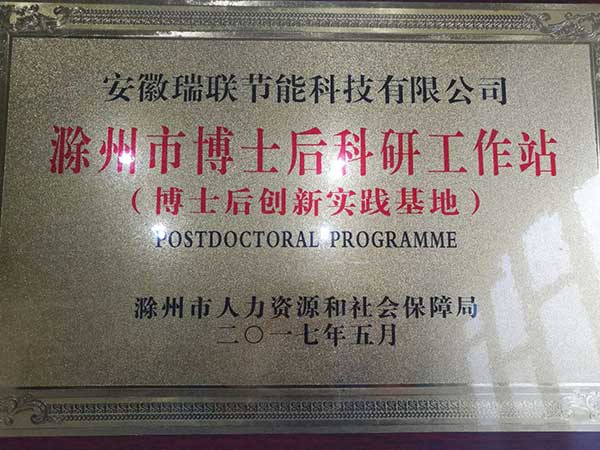 安徽瑞联节能科技有限公司
滁州市博士后科研工作站
（博士后创新实践基地）
POSTDOCTORAL PROGRAMME
滁州市人力资源和社会保障局
二〇一七年五月